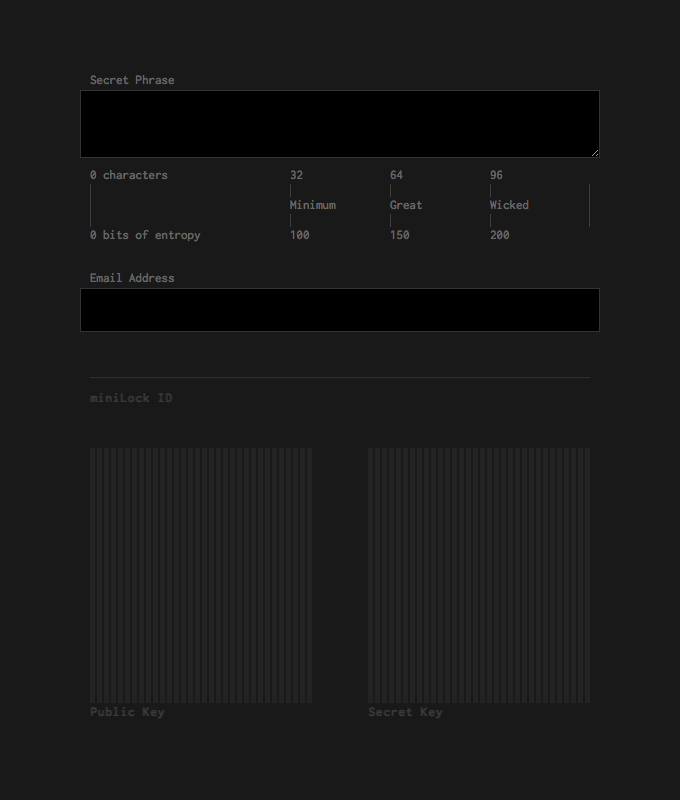 Secret Phrase
0 characters 32 64 96
Minimum Great Wicked
0 bits of entropy 100 150 200
Email Address
miniLock ID
Public Key Secret Key